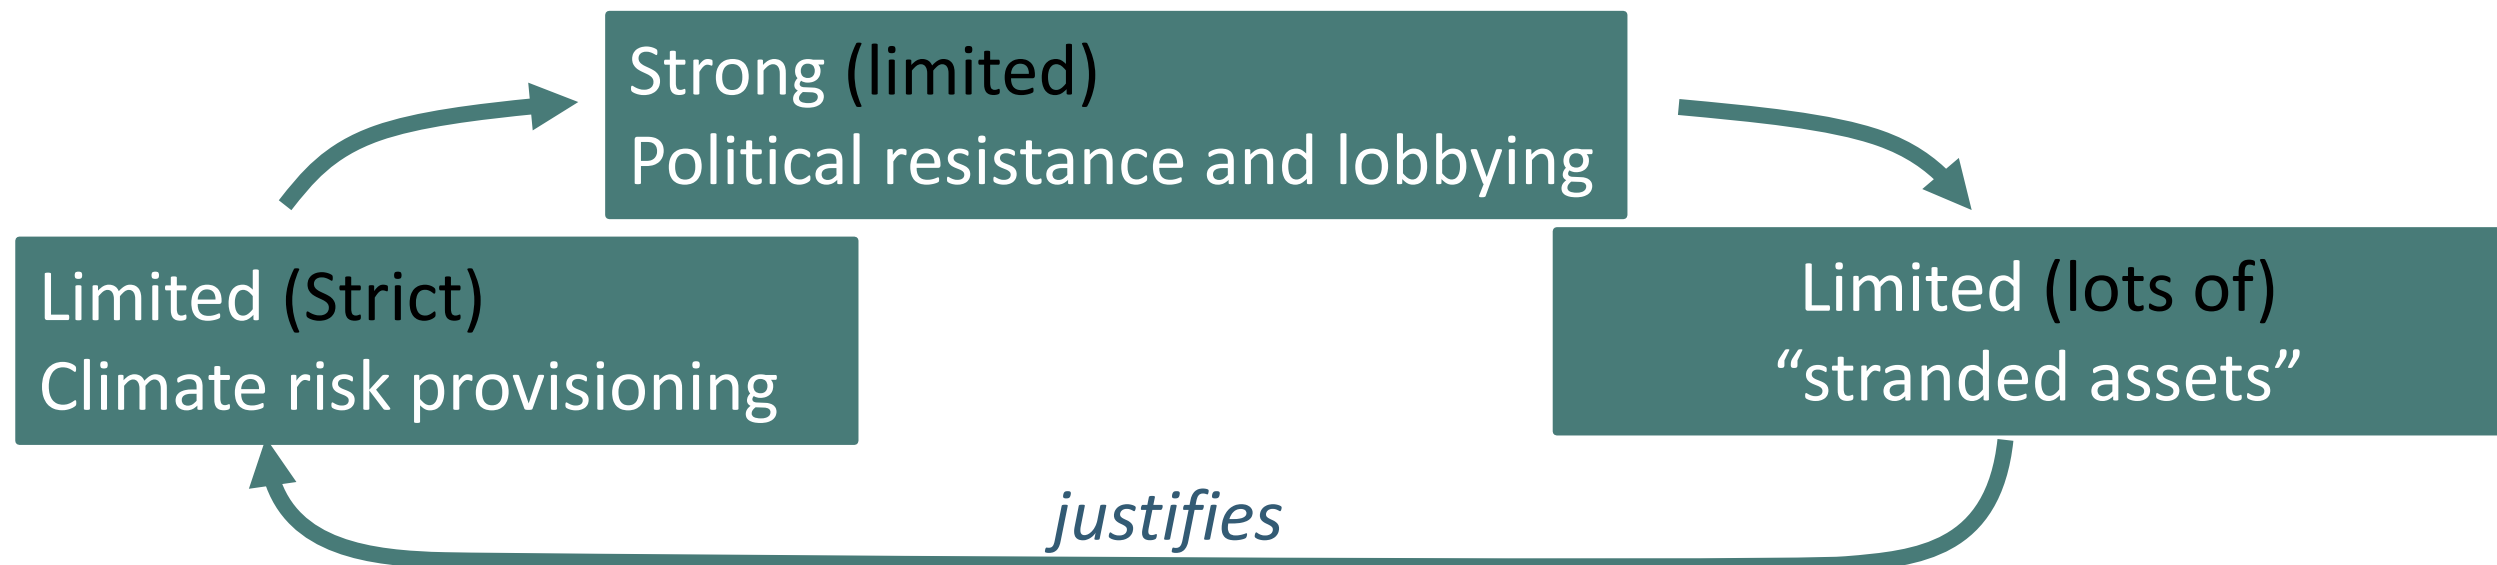 Strong (limited)
Political resistance and lobbying
Limited (Strict)
Climate risk provisioning
Limited (lots of)
“stranded assets”
justifies